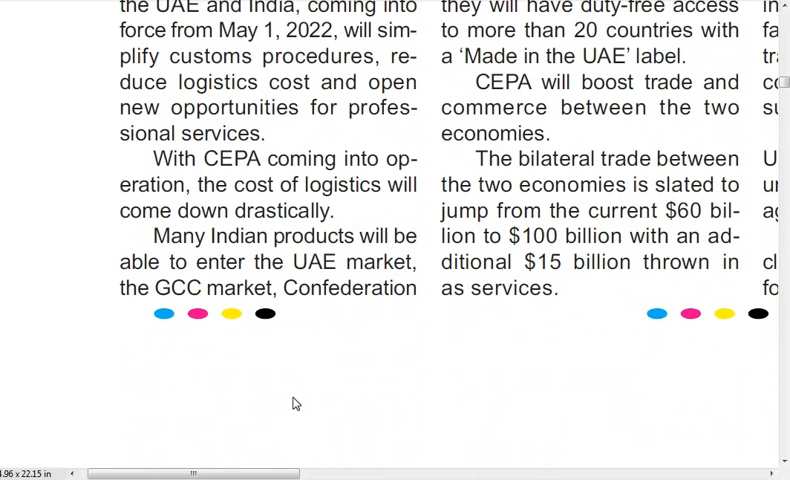 the UAE and India, coming into
force from May 1, 2022, will sim-
plify customs procedures, re-
duce logistics cost and open
new opportunities for profes-
sional services.
With CEPA coming into op-
eration, the cost of logistics will
come down drastically.
Many Indian products will be
able to enter the UAE market,
the GCC market, Confederation
they will have duty-free access
to more than 20 countries with
a ‘Made in the UAE’ label.
CEPA will boost trade and
commerce between the two
economies.
The bilateral trade between
the two economies is slated to
jump from the current $60 bil-
lion to $100 billion with an ad-
ditional $15 billion thrown in
as services.
4.96 x 22.15 in